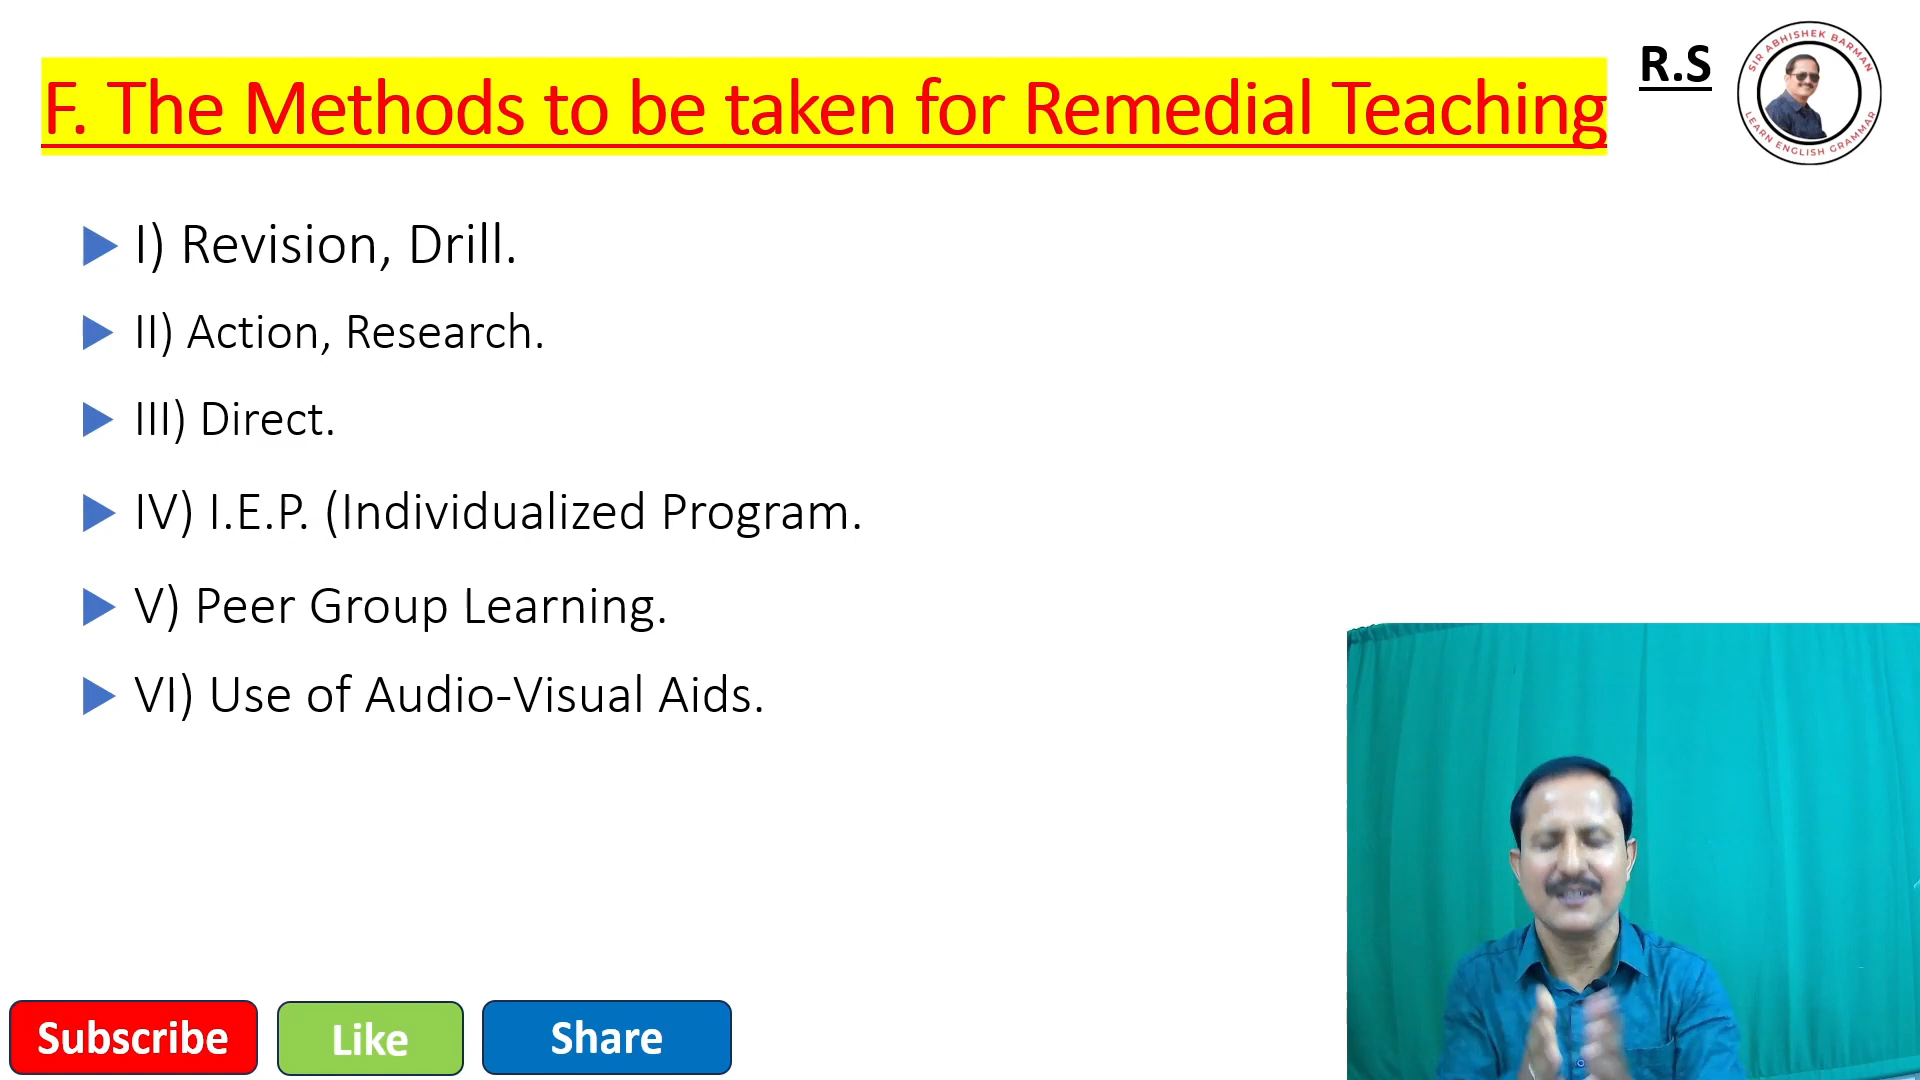 F. The Methods to be taken for Remedial Teaching
R.S
SIR ABHISHEK BARMAN
LEARN ENGLISH GRAMMAR
I) Revision, Drill.
II) Action, Research.
III) Direct.
IV) I.E.P. (Individualized Program.
V) Peer Group Learning.
VI) Use of Audio-Visual Aids.
Subscribe
Like
Share